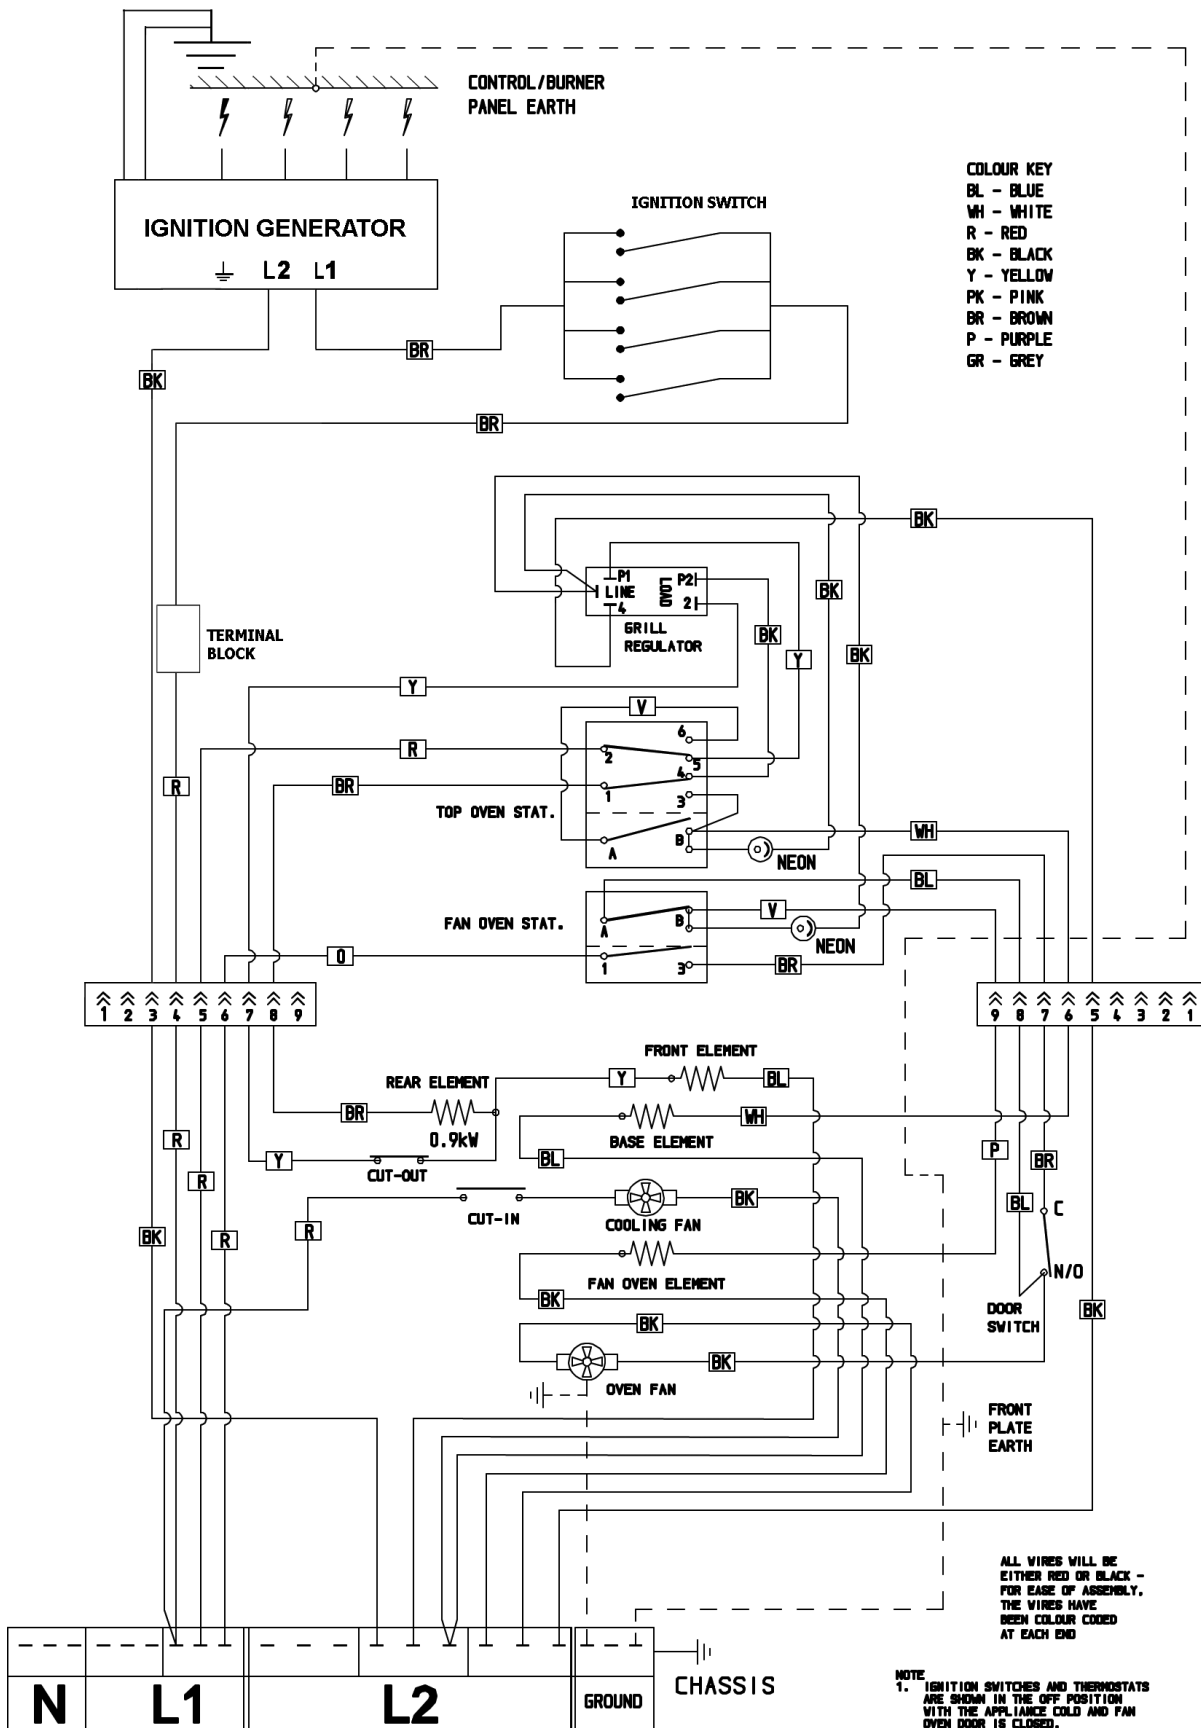 CONTROL/BURNER
PANEL EARTH
IGNITION GENERATOR
L2 L1
IGNITION SWITCH
COLOUR KEY
BL - BLUE
WH - WHITE
R - RED
BK - BLACK
Y - YELLOW
PK - PINK
BR - BROWN
P - PURPLE
GR - GREY
BR
BK
BR
BK
P1
LINE
4
LOAD
P2
2
GRILL
REGULATOR
BK
BK
Y
BK
TERMINAL
BLOCK
Y
V
R
6
2
5
4
BR
1
3
R
TOP OVEN STAT.
A
B
WH
NEON
BL
FAN OVEN STAT.
A
B
V
NEON
O
1
3
BR
1 2 3 4 5 6 7 8 9
9 8 7 6 5 4 3 2 1
FRONT ELEMENT
Y
BL
REAR ELEMENT
BR
0.9kW
BASE ELEMENT
WH
R
Y
CUT-OUT
BL
P
BR
R
CUT-IN
COOLING FAN
BK
BL
C
BK
R
R
FAN OVEN ELEMENT
N/O
BK
DOOR
SWITCH
BK
BK
OVEN FAN
BK
FRONT
PLATE
EARTH
ALL WIRES WILL BE
EITHER RED OR BLACK -
FOR EASE OF ASSEMBLY,
THE WIRES HAVE
BEEN COLOUR CODED
AT EACH END
N
L1
L2
GROUND
CHASSIS
NOTE
1. IGNITION SWITCHES AND THERMOSTATS
ARE SHOWN IN THE OFF POSITION
WITH THE APPLIANCE COLD AND FAN
OVEN DOOR IS CLOSED.